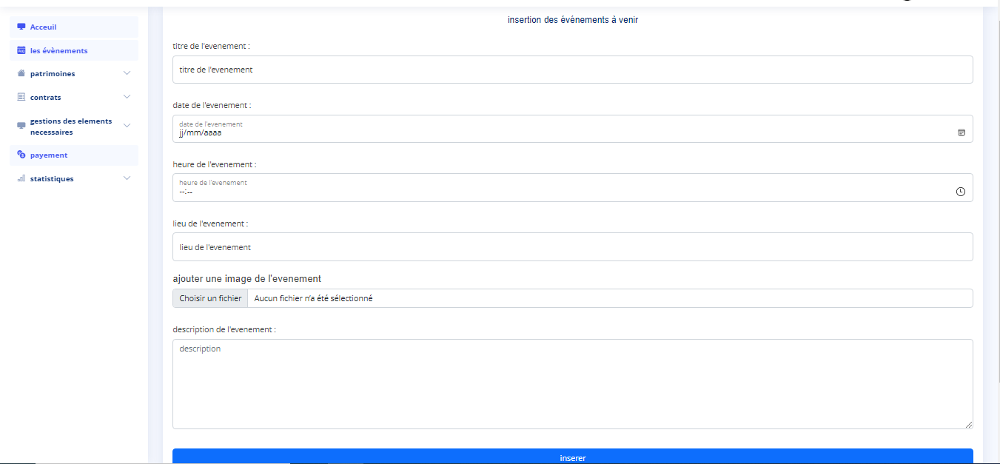 Acceuil
les évènements
patrimoines
contrats
gestions des elements
necessaires
payement
statistiques
insertion des événements à venir
titre de l'evenement :
titre de l'evenement
date de l'evenement :
date de l'evenement
jj/mm/aaaa
heure de l'evenement :
heure de l'evenement
--:--
lieu de l'evenement :
lieu de l'evenement
ajouter une image de l'evenement
Choisir un fichier Aucun fichier n'a été sélectionné
description de l'evenement :
description
inserer